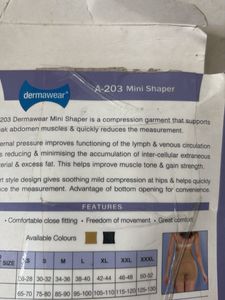 dermawear™
A-203 Mini Shaper
203 Dermawear Mini Shaper is a compression garment that supports
eak abdomen muscles & quickly reduces the measurement.
ernal pressure improves functioning of the lymph & venous circulation
s reducing & minimising the accumulation of inter-cellular extraneous
terial & excess fat. This helps improve muscle tone & gain strength.
rt style design gives soothing mild compression at hips & helps quickly
ce the measurement. Advantage of bottom opening for convenience.
FEATURES
• Comfortable close fitting • Freedom of movement • Great comfort
Available Colours
SIZE
XS S M L XL XXL XXXL
26-28 30-32 34-36 38-40 42-44 46-48 50-52
65-70 75-80 85-90 95-100 105-110 115-120 125-130